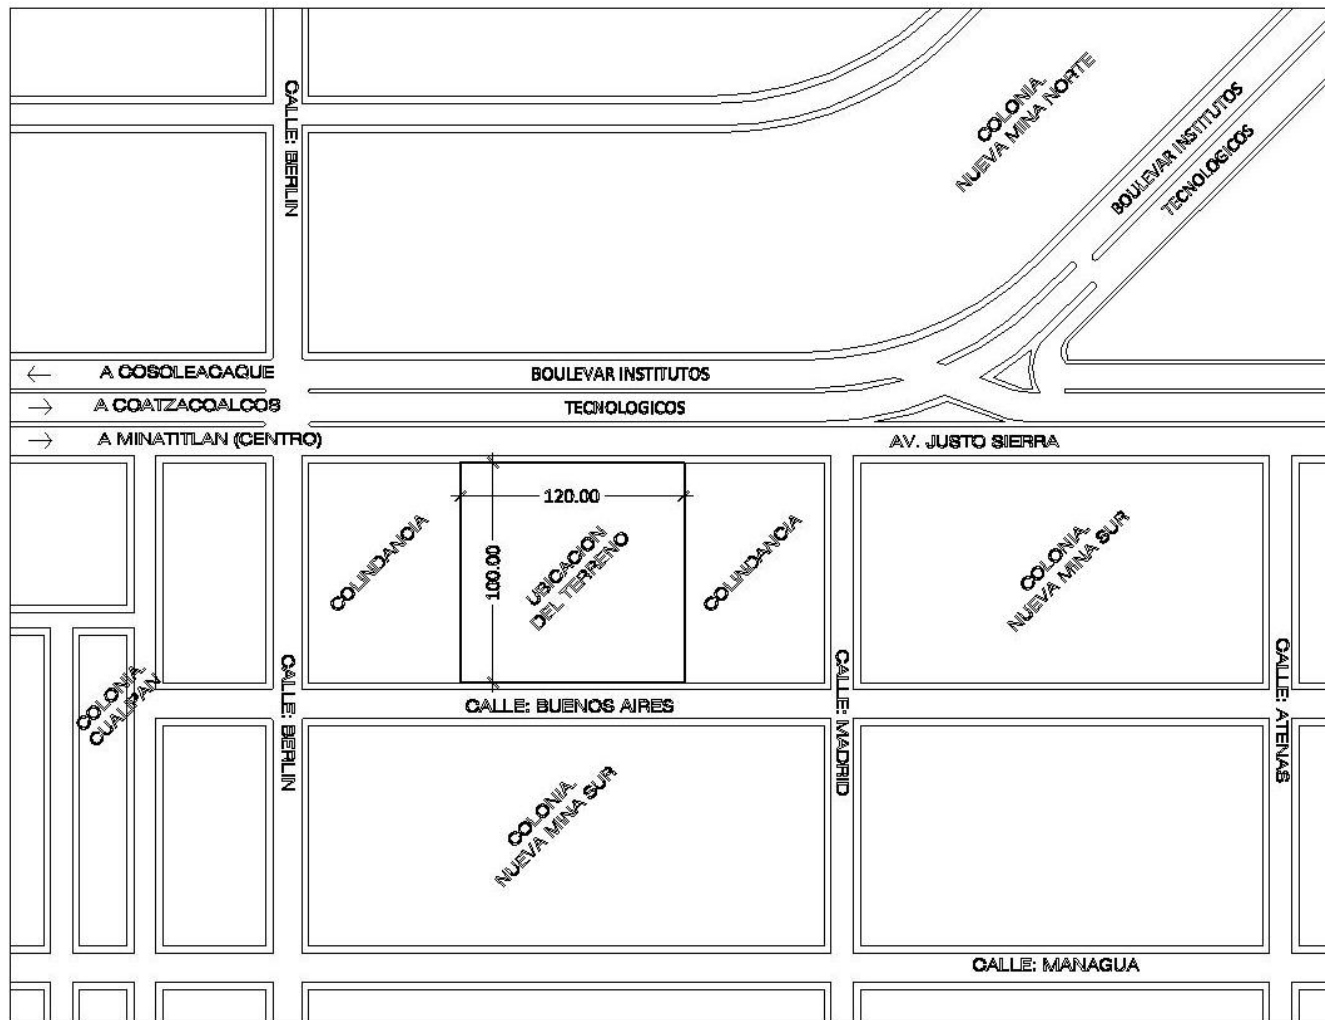 CALLE: BERLIN
COLONIA.
NUEVA MINA NORTE
BOULEVAR INSTITUTOS
TECNOLOGICOS
A COSOLEACAQUE
BOULEVAR INSTITUTOS
A COATZACOALCOS
TECNOLOGICOS
A MINATITLAN (CENTRO)
AV. JUSTO SIERRA
120.00
100.00
COLINDANCIA
UBICACION
DEL TERRENO
COLINDANCIA
COLONIA.
NUEVA MINA SUR
COLONIA.
CUALPAN
CALLE: BERLIN
CALLE: BUENOS AIRES
CALLE: MADRID
CALLE: ATENAS
COLONIA.
NUEVA MINA SUR
CALLE: MANAGUA